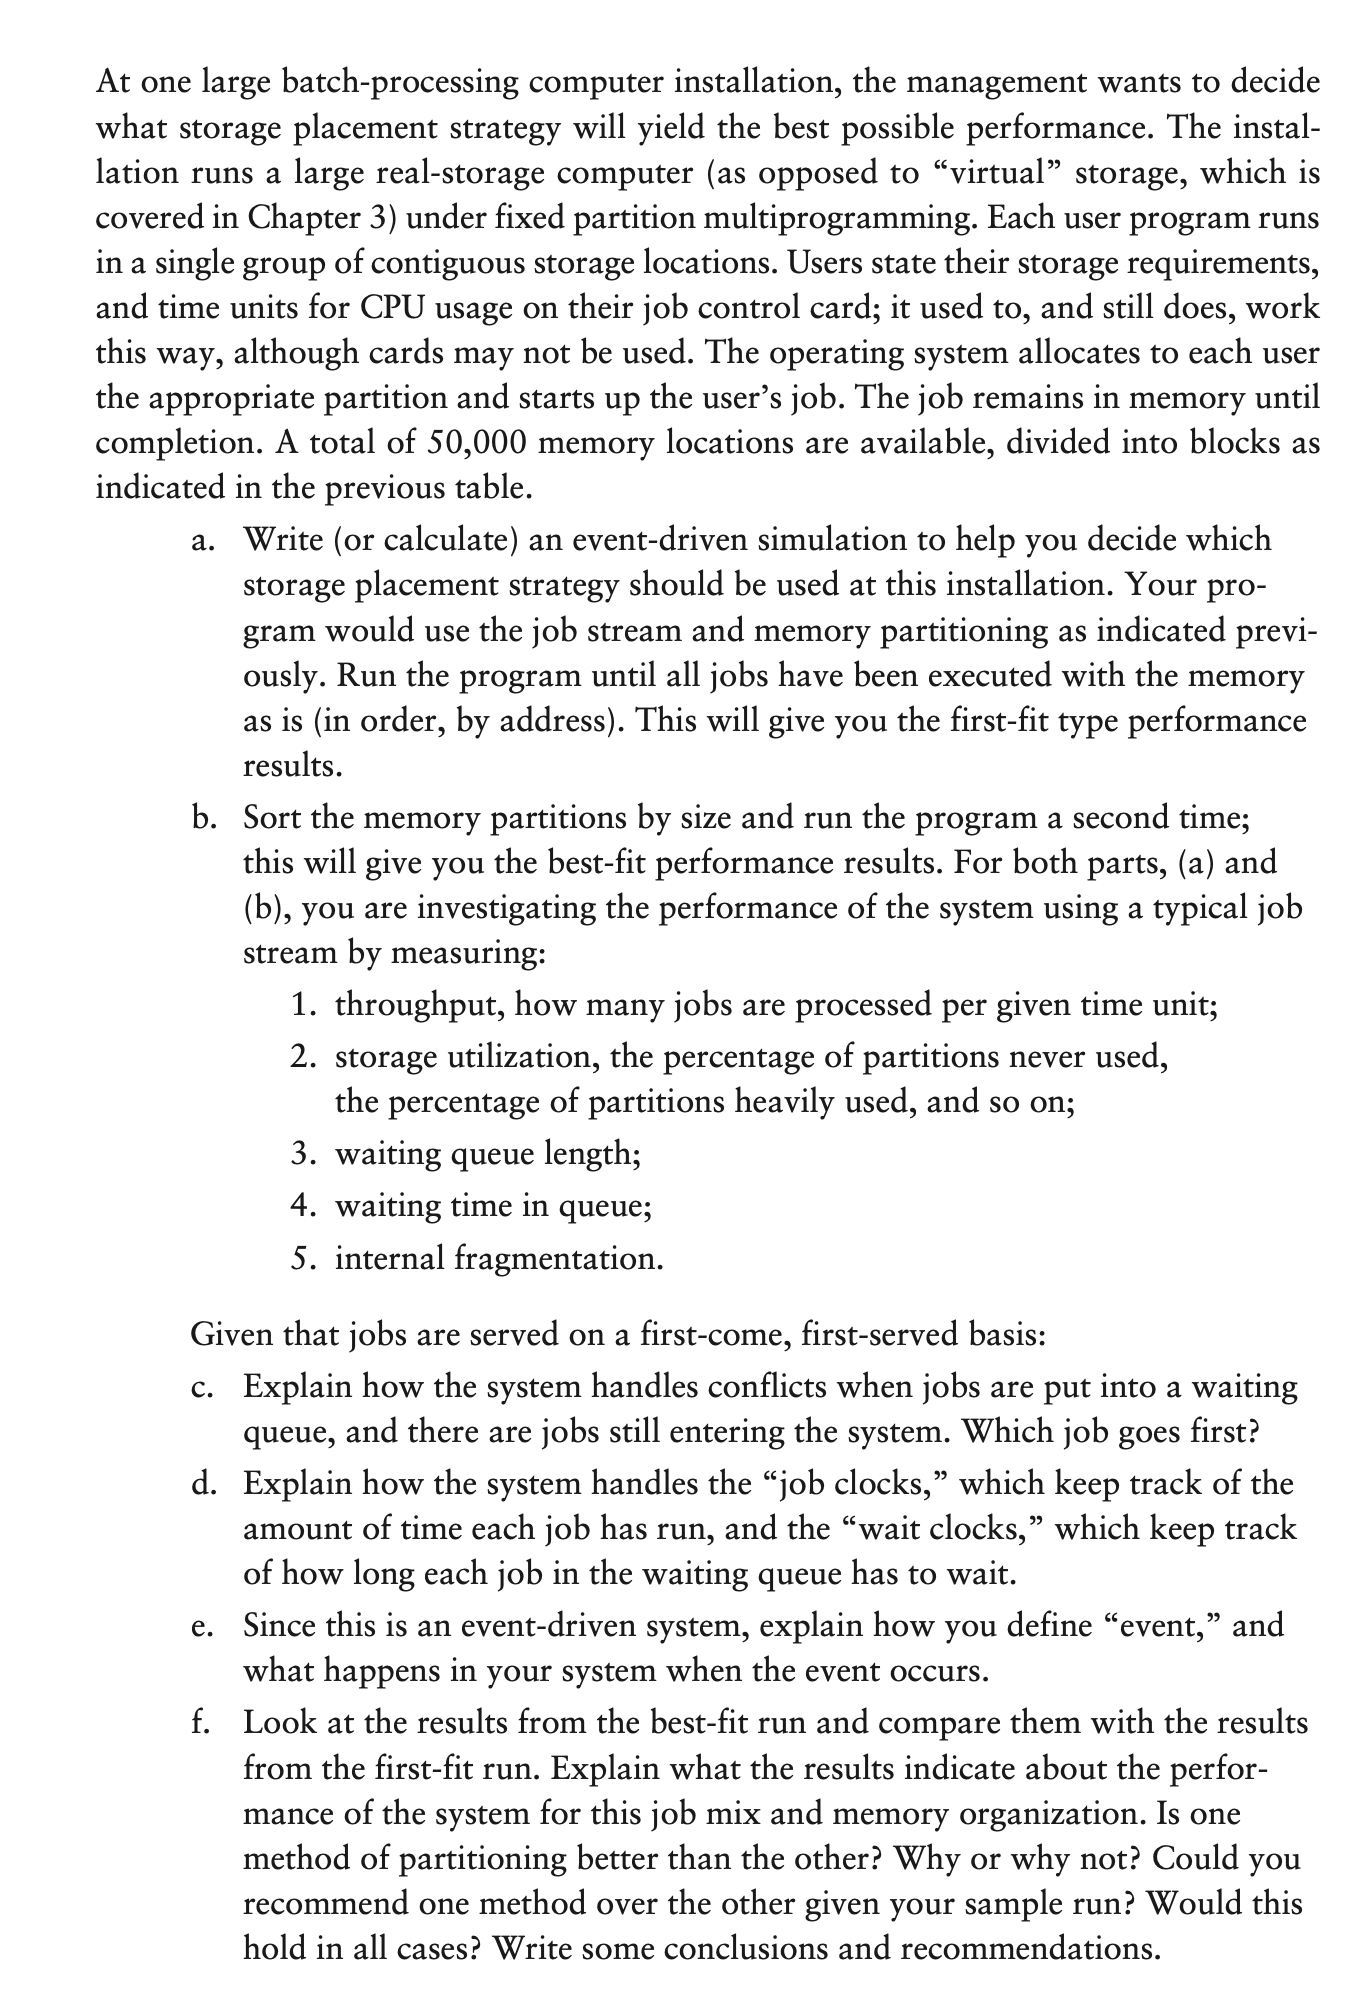 At one large batch-processing computer installation, the management wants to decide
what storage placement strategy will yield the best possible performance. The instal-
lation runs a large real-storage computer (as opposed to “virtual” storage, which is
covered in Chapter 3) under fixed partition multiprogramming. Each user program runs
in a single group of contiguous storage locations. Users state their storage requirements,
and time units for CPU usage on their job control card; it used to, and still does, work
this way, although cards may not be used. The operating system allocates to each user
the appropriate partition and starts up the user’s job. The job remains in memory until
completion. A total of 50,000 memory locations are available, divided into blocks as
indicated in the previous table.
a. Write (or calculate) an event-driven simulation to help you decide which
storage placement strategy should be used at this installation. Your pro-
gram would use the job stream and memory partitioning as indicated previ-
ously. Run the program until all jobs have been executed with the memory
as is (in order, by address). This will give you the first-fit type performance
results.
b. Sort the memory partitions by size and run the program a second time;
this will give you the best-fit performance results. For both parts, (a) and
(b), you are investigating the performance of the system using a typical job
stream by measuring:
1. throughput, how many jobs are processed per given time unit;
2. storage utilization, the percentage of partitions never used,
the percentage of partitions heavily used, and so on;
3. waiting queue length;
4. waiting time in queue;
5. internal fragmentation.
Given that jobs are served on a first-come, first-served basis:
c. Explain how the system handles conflicts when jobs are put into a waiting
queue, and there are jobs still entering the system. Which job goes first?
d. Explain how the system handles the “job clocks,” which keep track of the
amount of time each job has run, and the “wait clocks,” which keep track
of how long each job in the waiting queue has to wait.
e. Since this is an event-driven system, explain how you define “event,” and
what happens in your system when the event occurs.
f. Look at the results from the best-fit run and compare them with the results
from the first-fit run. Explain what the results indicate about the perfor-
mance of the system for this job mix and memory organization. Is one
method of partitioning better than the other? Why or why not? Could you
recommend one method over the other given your sample run? Would this
hold in all cases? Write some conclusions and recommendations.